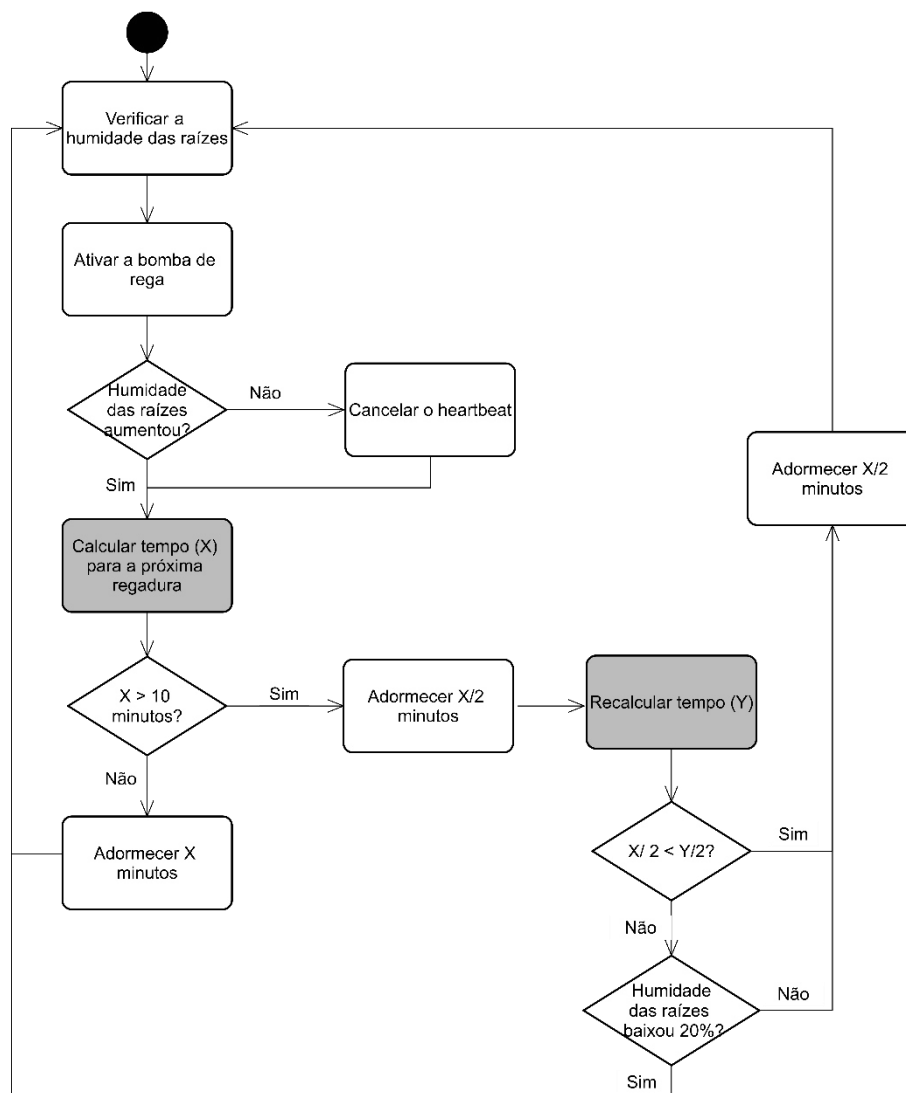 Verificar a
humidade das raízes
Ativar a bomba de
rega
Humidade
das raízes
aumentou?
Não
Cancelar o heartbeat
Sim
Calcular tempo (X)
para a próxima
regadura
X > 10
minutos?
Sim
Não
Adormecer X
minutos
Adormecer X/2
minutos
Recalcular tempo (Y)
X/ 2 < Y/2?
Sim
Não
Humidade
das raízes
baixou 20%?
Não
Sim
Adormecer X/2
minutos